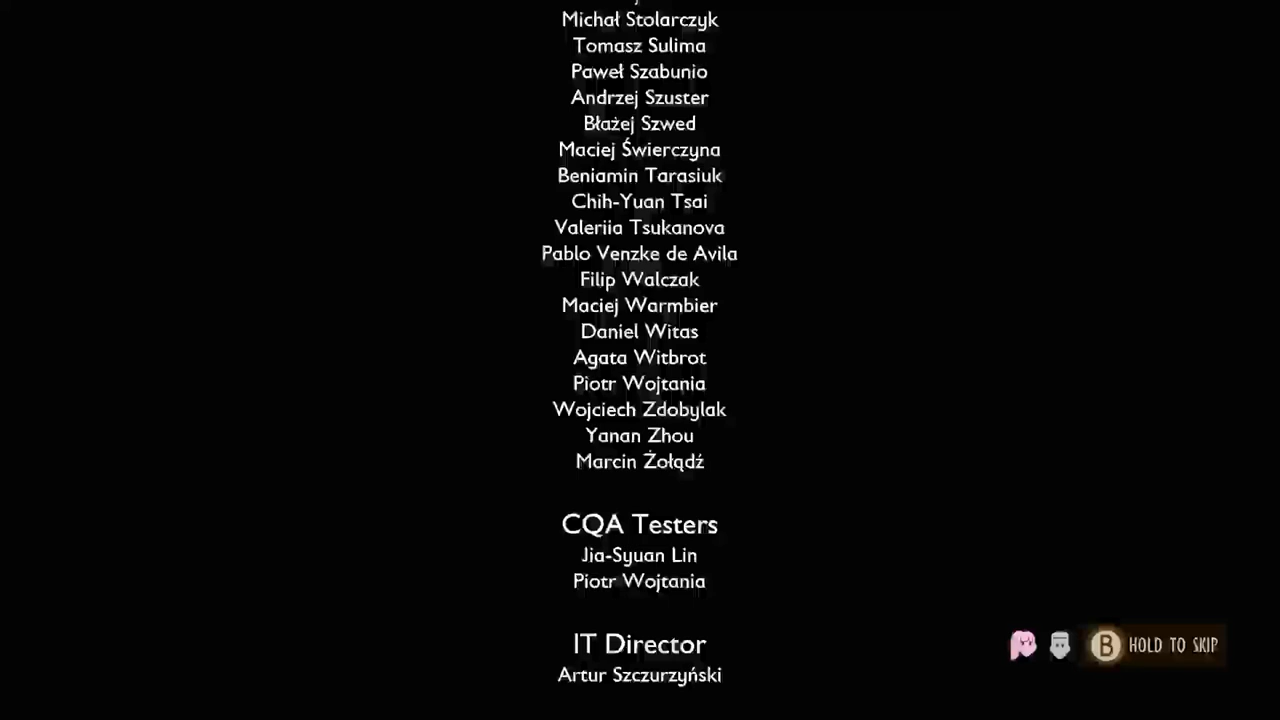 Michał Stolarczyk
Tomasz Sulima
Paweł Szabunio
Andrzej Szuster
Błażej Szwed
Maciej Świerczyna
Beniamin Tarasiuk
Chih-Yuan Tsai
Valeriia Tsukanova
Pablo Venzke de Avila
Filip Walczak
Maciej Warmbier
Daniel Witas
Agata Witbrot
Piotr Wojtania
Wojciech Zdobylak
Yanan Zhou
Marcin Żołądź
CQA Testers
Jia-Syuan Lin
Piotr Wojtania
IT Director
Artur Szczurzyński
B HOLD TO SKIP